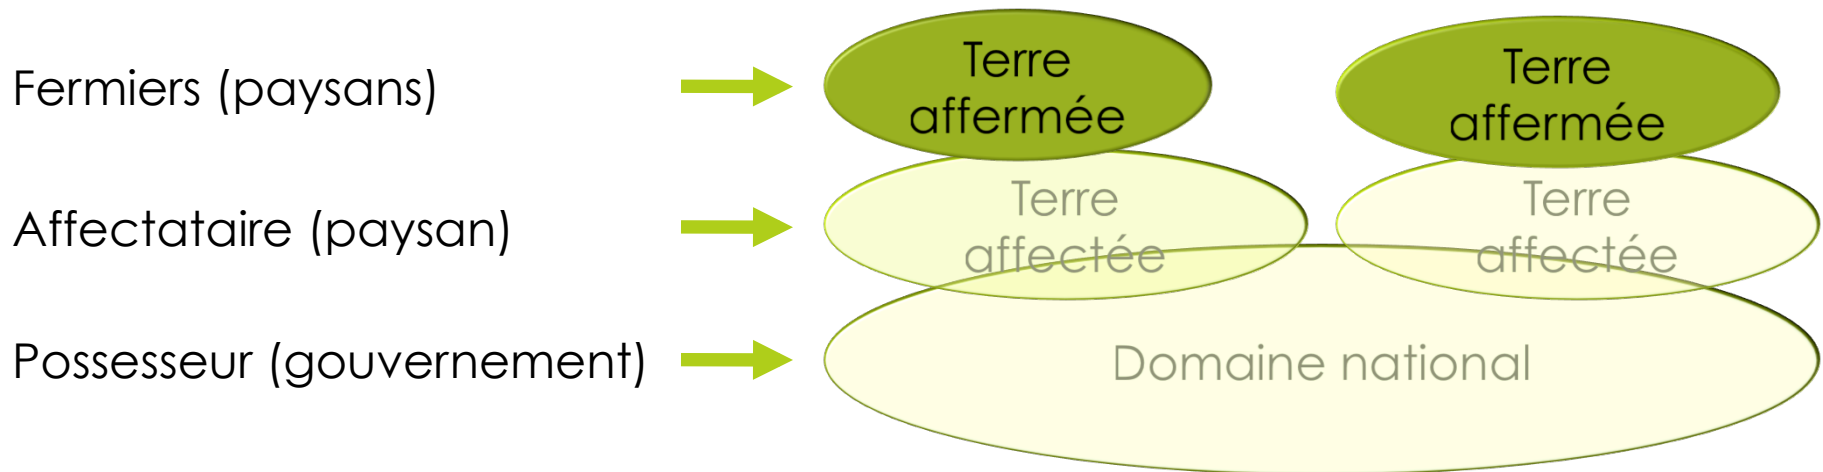 Fermiers (paysans)
Terre
affermée
Terre
affermée
Affectataire (paysan)
Terre
affectée
Terre
affectée
Possesseur (gouvernement)
Domaine national